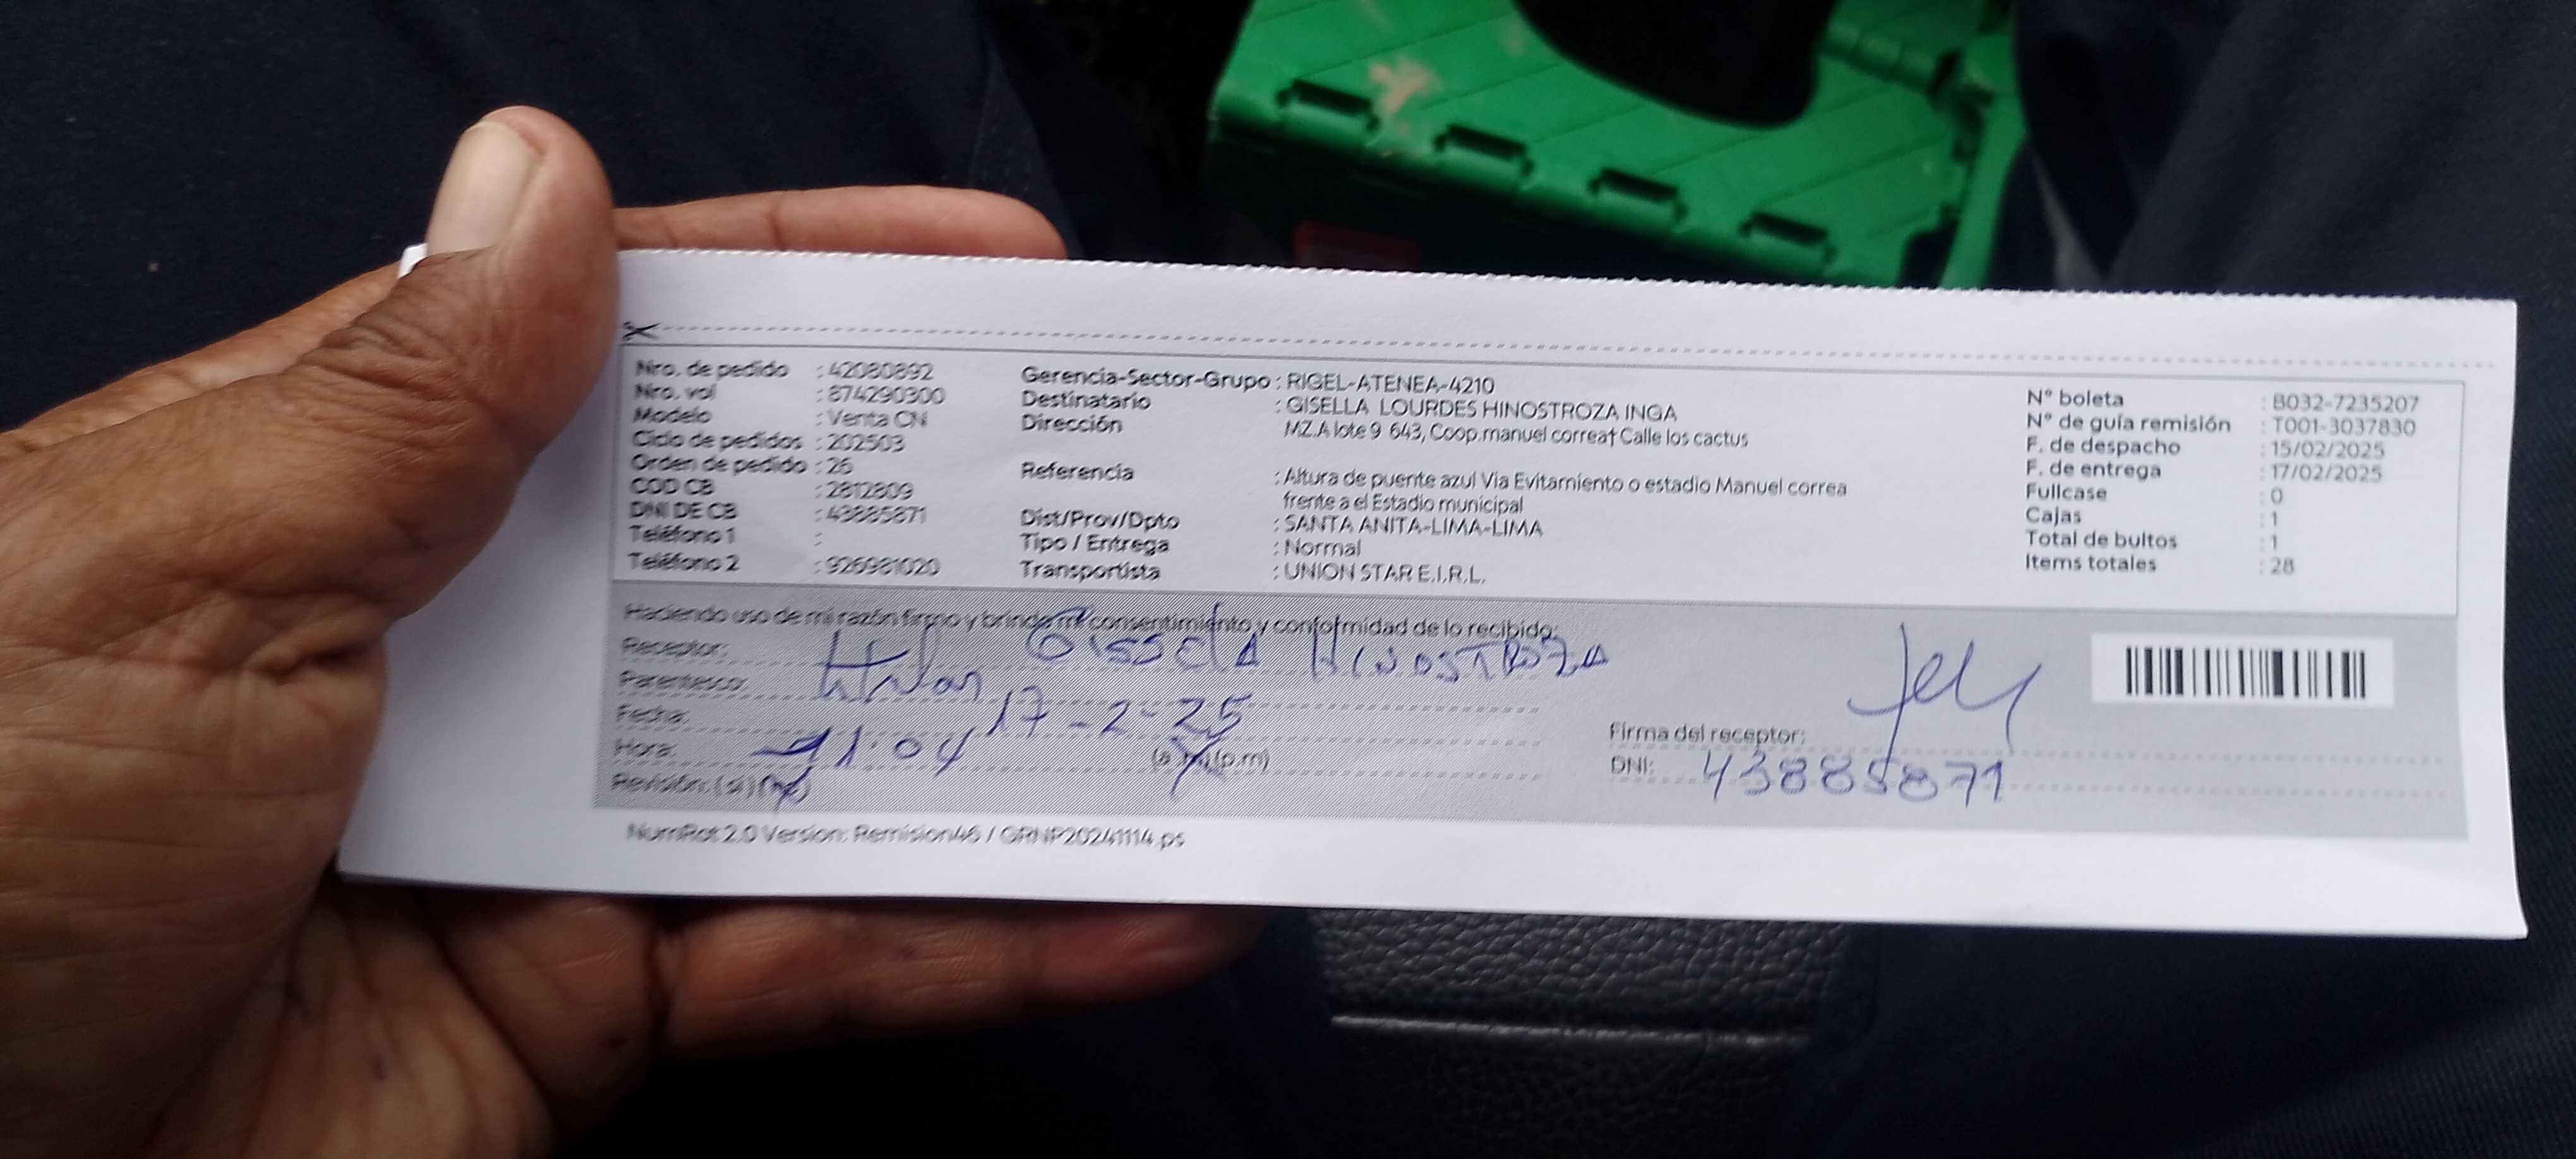 Nro. de pedido : 42080892
Nro. vol : 874290300
Modelo : Venta CN
Ciclo de pedidos : 202503
Orden de pedido : 26
COD CB : 2812809
DNI DE CB : 43885871
Teléfono 1 :
Teléfono 2 : 926981020
Gerencia-Sector-Grupo : RIGEL-ATENEA-4210
Destinatario : GISELLA LOURDES HINOSTROZA INGA
Dirección MZ.A lote 9 643, Coop.manuel correa† Calle los cactus
Referencia : Altura de puente azul Via Evitamiento o estadio Manuel correa
frente a el Estadio municipal
Dist/Prov/Dpto : SANTA ANITA-LIMA-LIMA
Tipo / Entrega : Normal
Transportista : UNION STAR E.I.R.L.
N° boleta : B032-7235207
N° de guía remisión : T001-3037830
F. de despacho : 15/02/2025
F. de entrega : 17/02/2025
Fullcase : 0
Cajas : 1
Total de bultos : 1
Items totales : 28
Haciendo uso de mi razón firmo y brindo mi consentimiento y conformidad de lo recibido:
Receptor: GISSELA HINOSTROZA
Parentesco: titular
Fecha: 17-2-25
Hora: 11:04 (a.m) (p.m)
Revisión: (si) (no)
Firma del receptor:
DNI: 43885871
NumRot 2.0 Version: Remision46 / GRNP20241114.ps